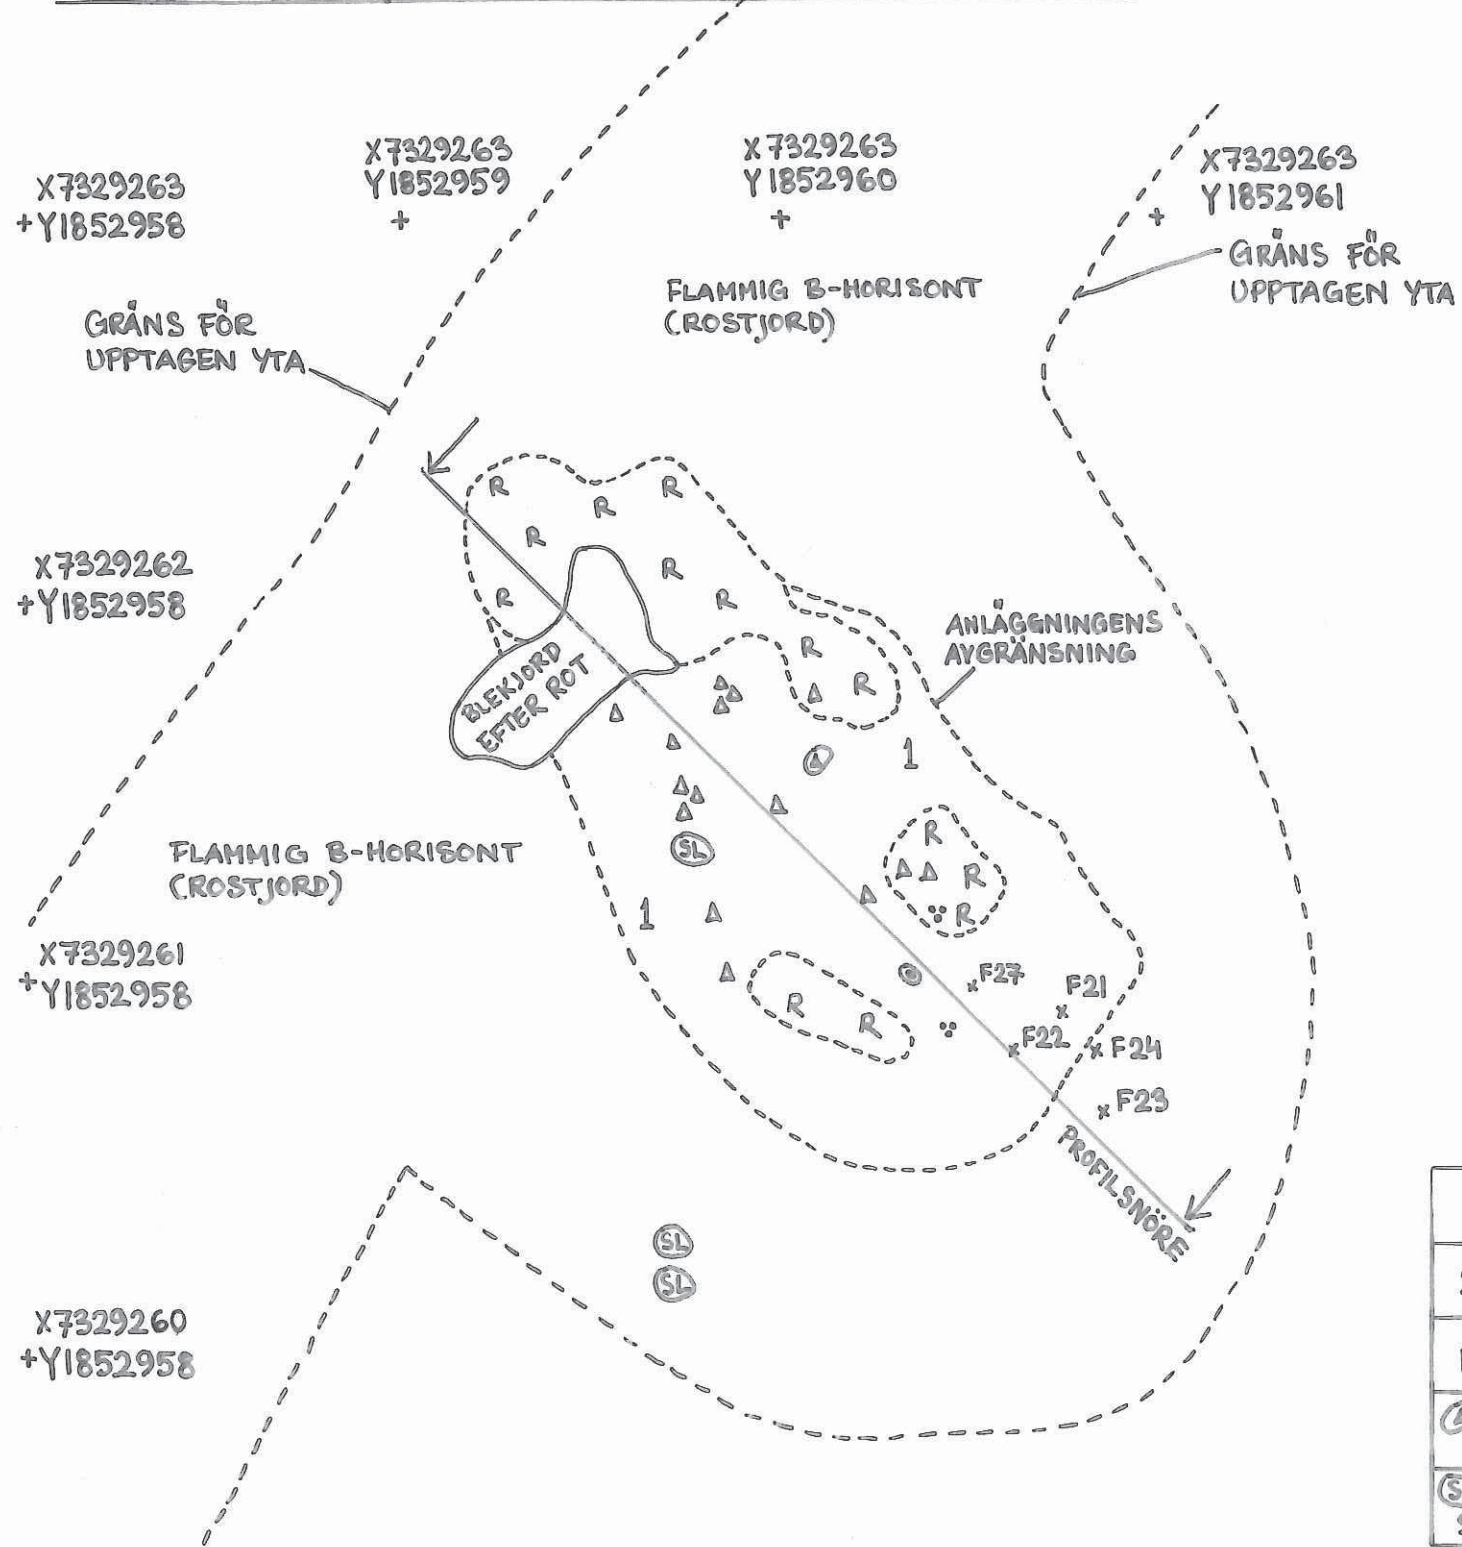 X7329263
+Y1852958
X7329263
Y1852959
+
X7329263
Y1852960
+
X7329263
Y1852961
+
GRÄNS FÖR
UPPTAGEN YTA
FLAMMIG B-HORISONT
(ROSTJORD)
GRÄNS FÖR
UPPTAGEN YTA
R
R
R
R
R
R
R
X7329262
+Y1852958
ANLÄGGNINGENS
AVGRÄNSNING
BLEKJORD
EFTER ROT
R
R
1
FLAMMIG B-HORISONT
(ROSTJORD)
SL
R
R
R
1
X7329261
+Y1852958
R
R
F27
F21
F22
F24
F23
PROFILSNÖRE
SL
SL
X7329260
+Y1852958